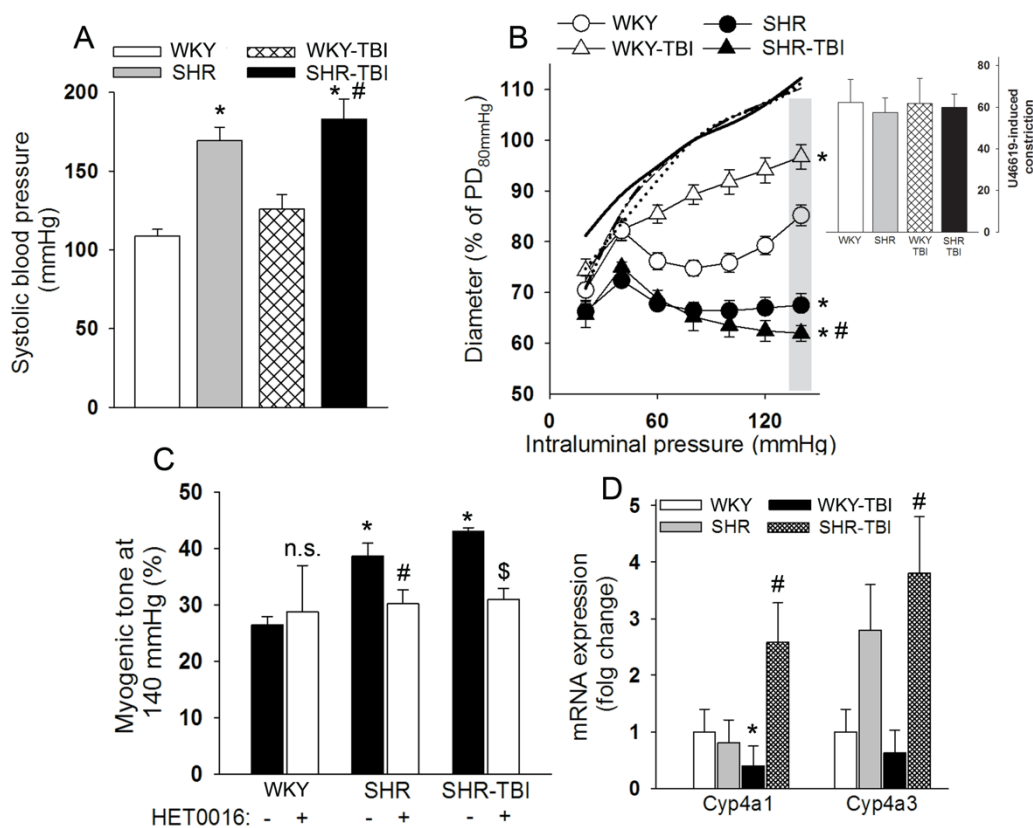 A
WKY
WKY-TBI
SHR
SHR-TBI
200
150
100
50
0
Systolic blood pressure
(mmHg)
*
* #
B
WKY
SHR
WKY-TBI
SHR-TBI
110
100
90
80
70
60
50
Diameter (% of PD80mmHg)
*
*
* #
0
60
120
Intraluminal pressure (mmHg)
80
60
40
20
0
U46619-induced
constriction
WKY
SHR
WKY
TBI
SHR
TBI
C
50
40
30
20
10
0
Myogenic tone at
140 mmHg (%)
n.s.
*
#
*
$
WKY
SHR
SHR-TBI
HET0016: - + - + - +
D
WKY
WKY-TBI
SHR
SHR-TBI
5
4
3
2
1
0
mRNA expression
(folg change)
*
#
#
Cyp4a1
Cyp4a3